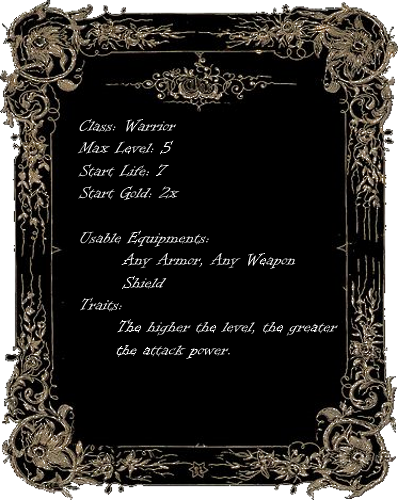 Class: Warrior
Max Level: 5
Start Life: 7
Start Gold: 2x
Usable Equipments:
Any Armor, Any Weapon
Shield
Traits:
The higher the level, the greater
the attack power.